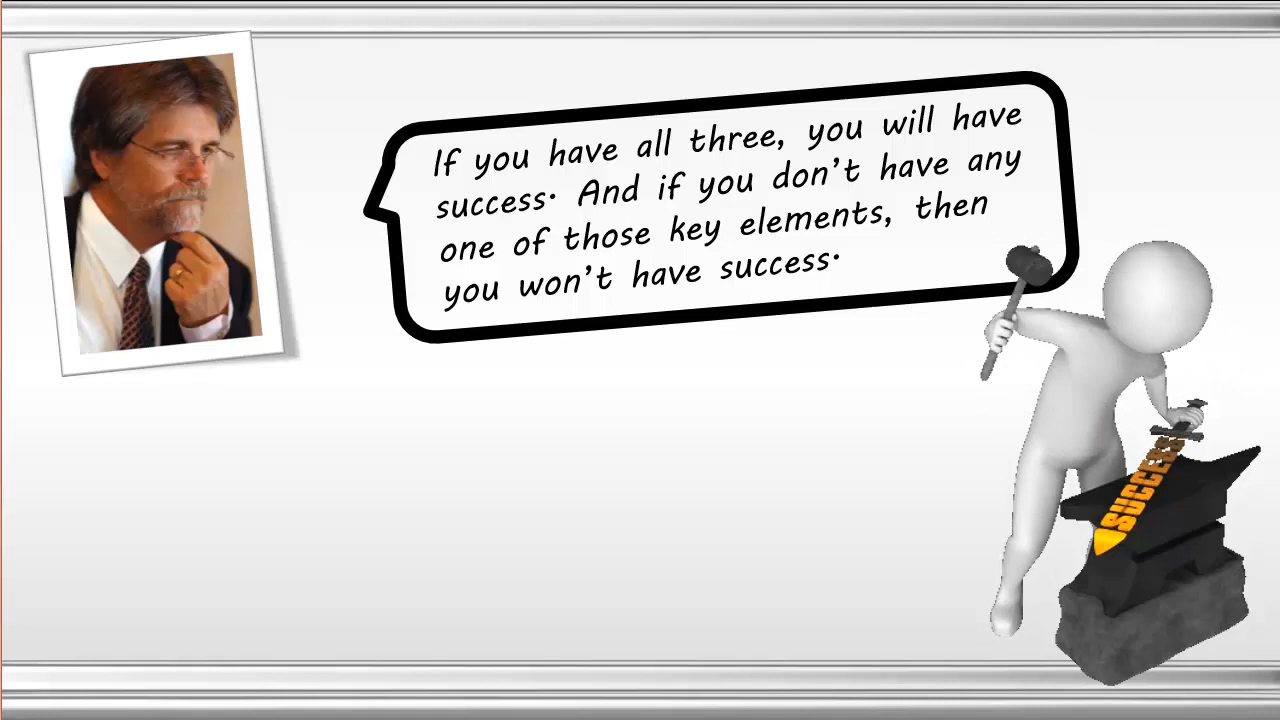 If you have all three, you will have
success. And if you don't have any
one of those key elements, then
you won't have success.
SUCCESS